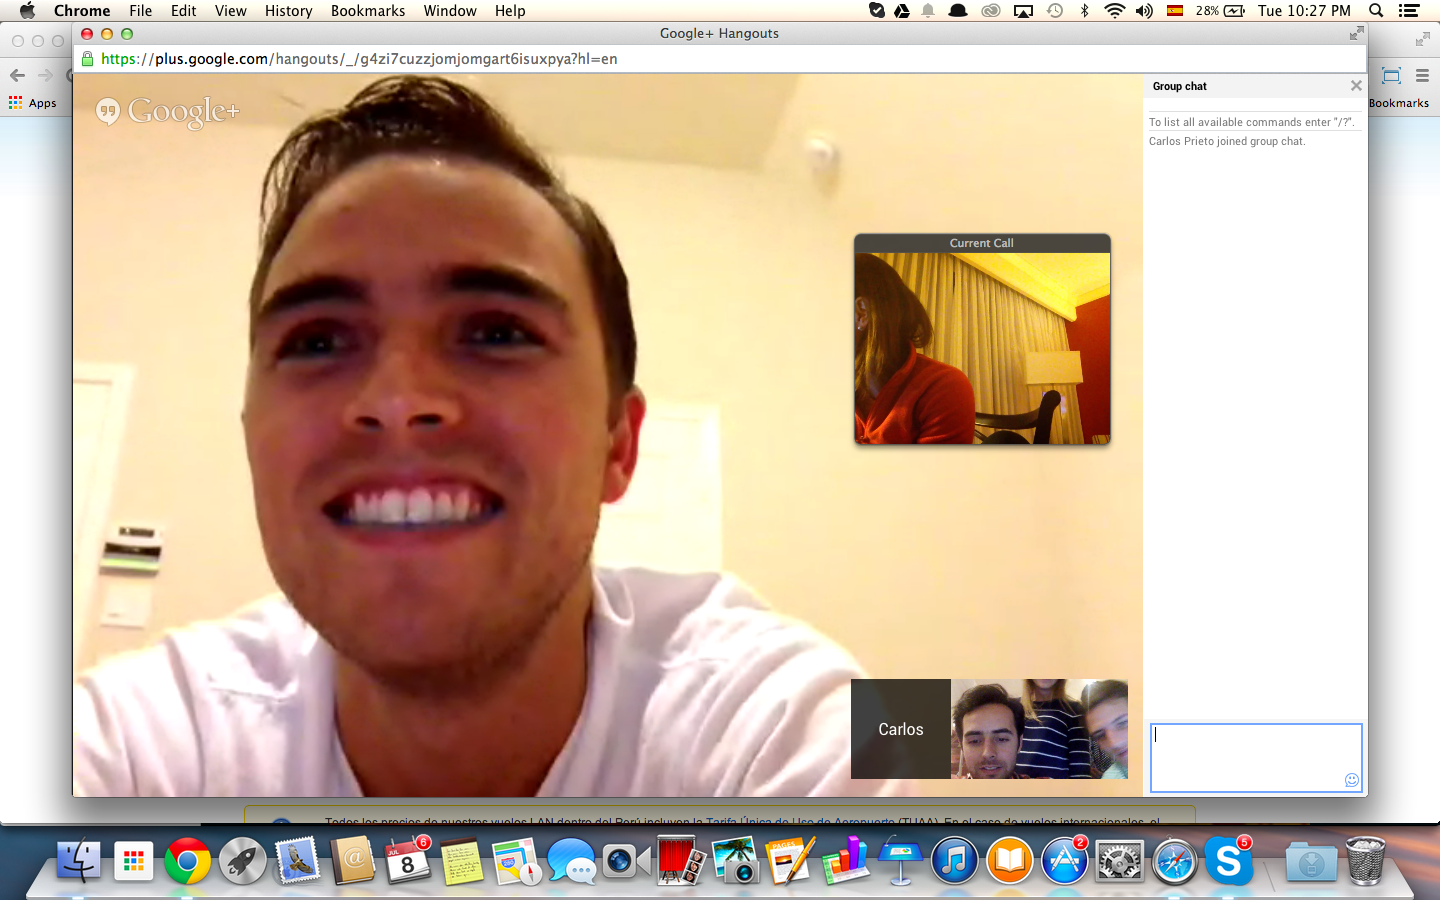 Chrome File Edit View History Bookmarks Window Help 28% Tue 10:27 PM
Google+ Hangouts
https://plus.google.com/hangouts/_/g4zi7cuzzjomjomgart6isuxpya?hl=en
Apps
Bookmarks
Google+
Group chat
To list all available commands enter "/?".
Carlos Prieto joined group chat.
Current Call
Carlos
Todos los precios de nuestros vuelos LAN dentro del Perú incluyen la Tarifa Única de Uso de Aeropuerto (TUAA). En el caso de vuelos internacionales, el
JUL
8
6
PAGES
2
5